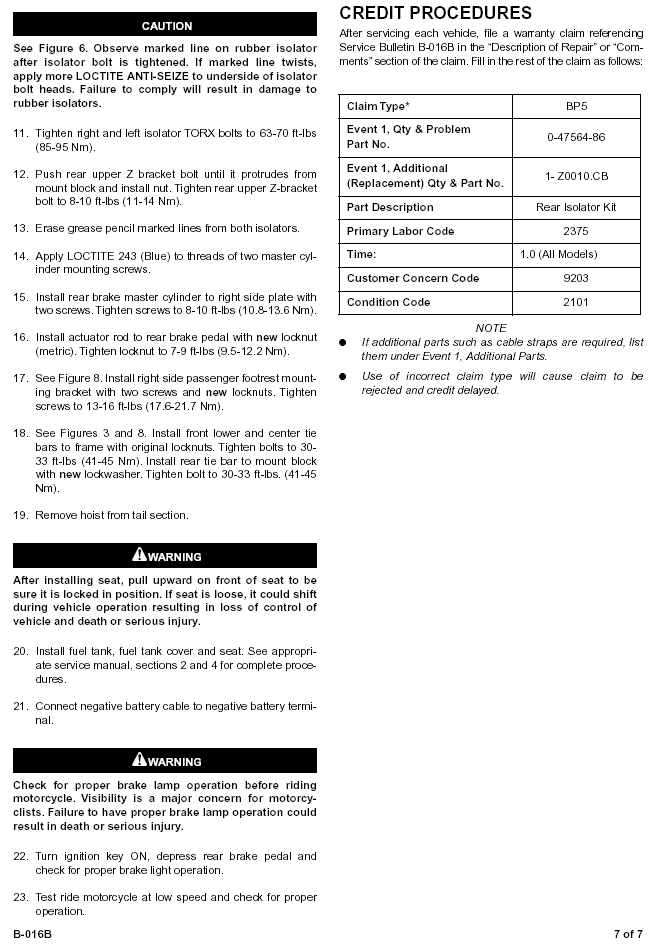 CAUTION
See Figure 6. Observe marked line on rubber isolator
after isolator bolt is tightened. If marked line twists,
apply more LOCTITE ANTI-SEIZE to underside of isolator
bolt heads. Failure to comply will result in damage to
rubber isolators.
11. Tighten right and left isolator TORX bolts to 63-70 ft-lbs
(85-95 Nm).
12. Push rear upper Z bracket bolt until it protrudes from
mount block and install nut. Tighten rear upper Z-bracket
bolt to 8-10 ft-lbs (11-14 Nm).
13. Erase grease pencil marked lines from both isolators.
14. Apply LOCTITE 243 (Blue) to threads of two master cyl-
inder mounting screws.
15. Install rear brake master cylinder to right side plate with
two screws. Tighten screws to 8-10 ft-lbs (10.8-13.6 Nm).
16. Install actuator rod to rear brake pedal with new locknut
(metric). Tighten locknut to 7-9 ft-lbs (9.5-12.2 Nm).
17. See Figure 8. Install right side passenger footrest mount-
ing bracket with two screws and new locknuts. Tighten
screws to 13-16 ft-lbs (17.6-21.7 Nm).
18. See Figures 3 and 8. Install front lower and center tie
bars to frame with original locknuts. Tighten bolts to 30-
33 ft-lbs (41-45 Nm). Install rear tie bar to mount block
with new lockwasher. Tighten bolt to 30-33 ft-lbs. (41-45
Nm).
19. Remove hoist from tail section.
WARNING
After installing seat, pull upward on front of seat to be
sure it is locked in position. If seat is loose, it could shift
during vehicle operation resulting in loss of control of
vehicle and death or serious injury.
20. Install fuel tank, fuel tank cover and seat. See appropri-
ate service manual, sections 2 and 4 for complete proce-
dures.
21. Connect negative battery cable to negative battery termi-
nal.
WARNING
Check for proper brake lamp operation before riding
motorcycle. Visibility is a major concern for motorcy-
clists. Failure to have proper brake lamp operation could
result in death or serious injury.
22. Turn ignition key ON, depress rear brake pedal and
check for proper brake light operation.
23. Test ride motorcycle at low speed and check for proper
operation.
CREDIT PROCEDURES
After servicing each vehicle, file a warranty claim referencing
Service Bulletin B-016B in the “Description of Repair” or “Com-
ments” section of the claim. Fill in the rest of the claim as follows:
Claim Type* BP5
Event 1, Qty & Problem
Part No. 0-47564-86
Event 1, Additional
(Replacement) Qty & Part No. 1- Z0010.CB
Part Description Rear Isolator Kit
Primary Labor Code 2375
Time: 1.0 (All Models)
Customer Concern Code 9203
Condition Code 2101
NOTE
● If additional parts such as cable straps are required, list
them under Event 1, Additional Parts.
● Use of incorrect claim type will cause claim to be
rejected and credit delayed.
B-016B 7 of 7